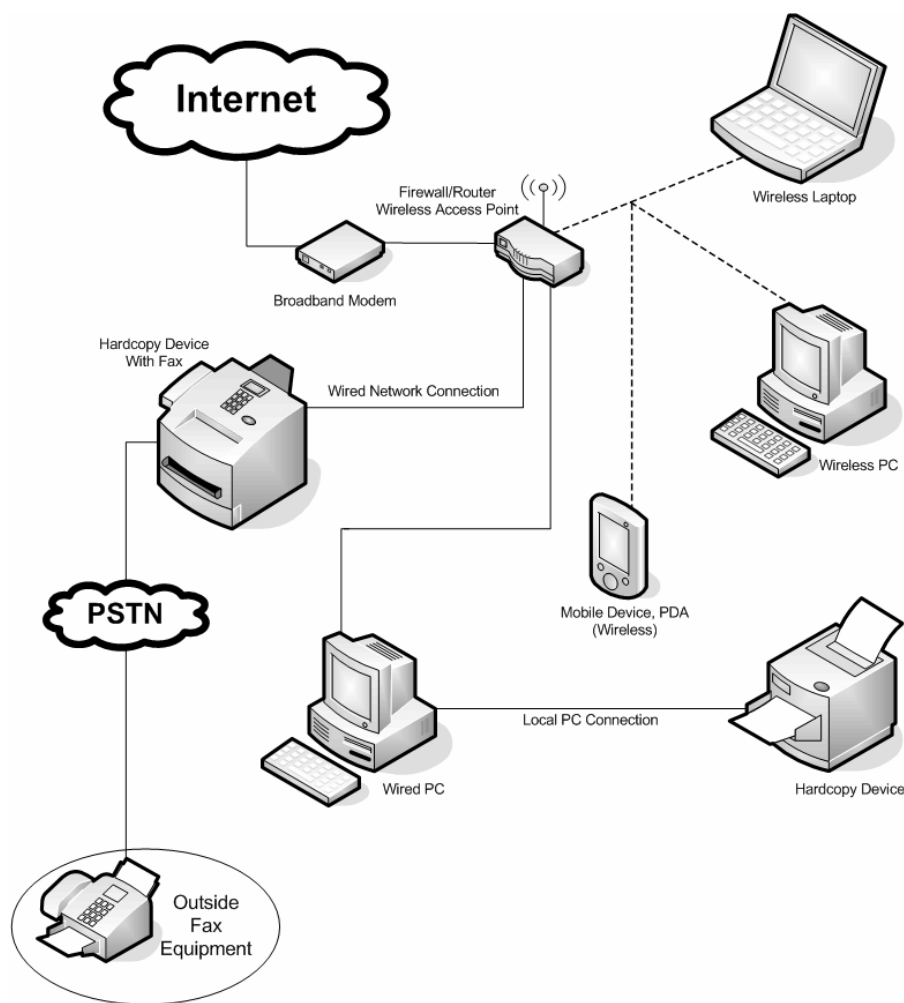 Internet
Wireless Laptop
Firewall/Router
Wireless Access Point
Broadband Modem
Hardcopy Device
With Fax
Wired Network Connection
Wireless PC
PSTN
Mobile Device, PDA
(Wireless)
Local PC Connection
Wired PC
Hardcopy Device
Outside
Fax
Equipment